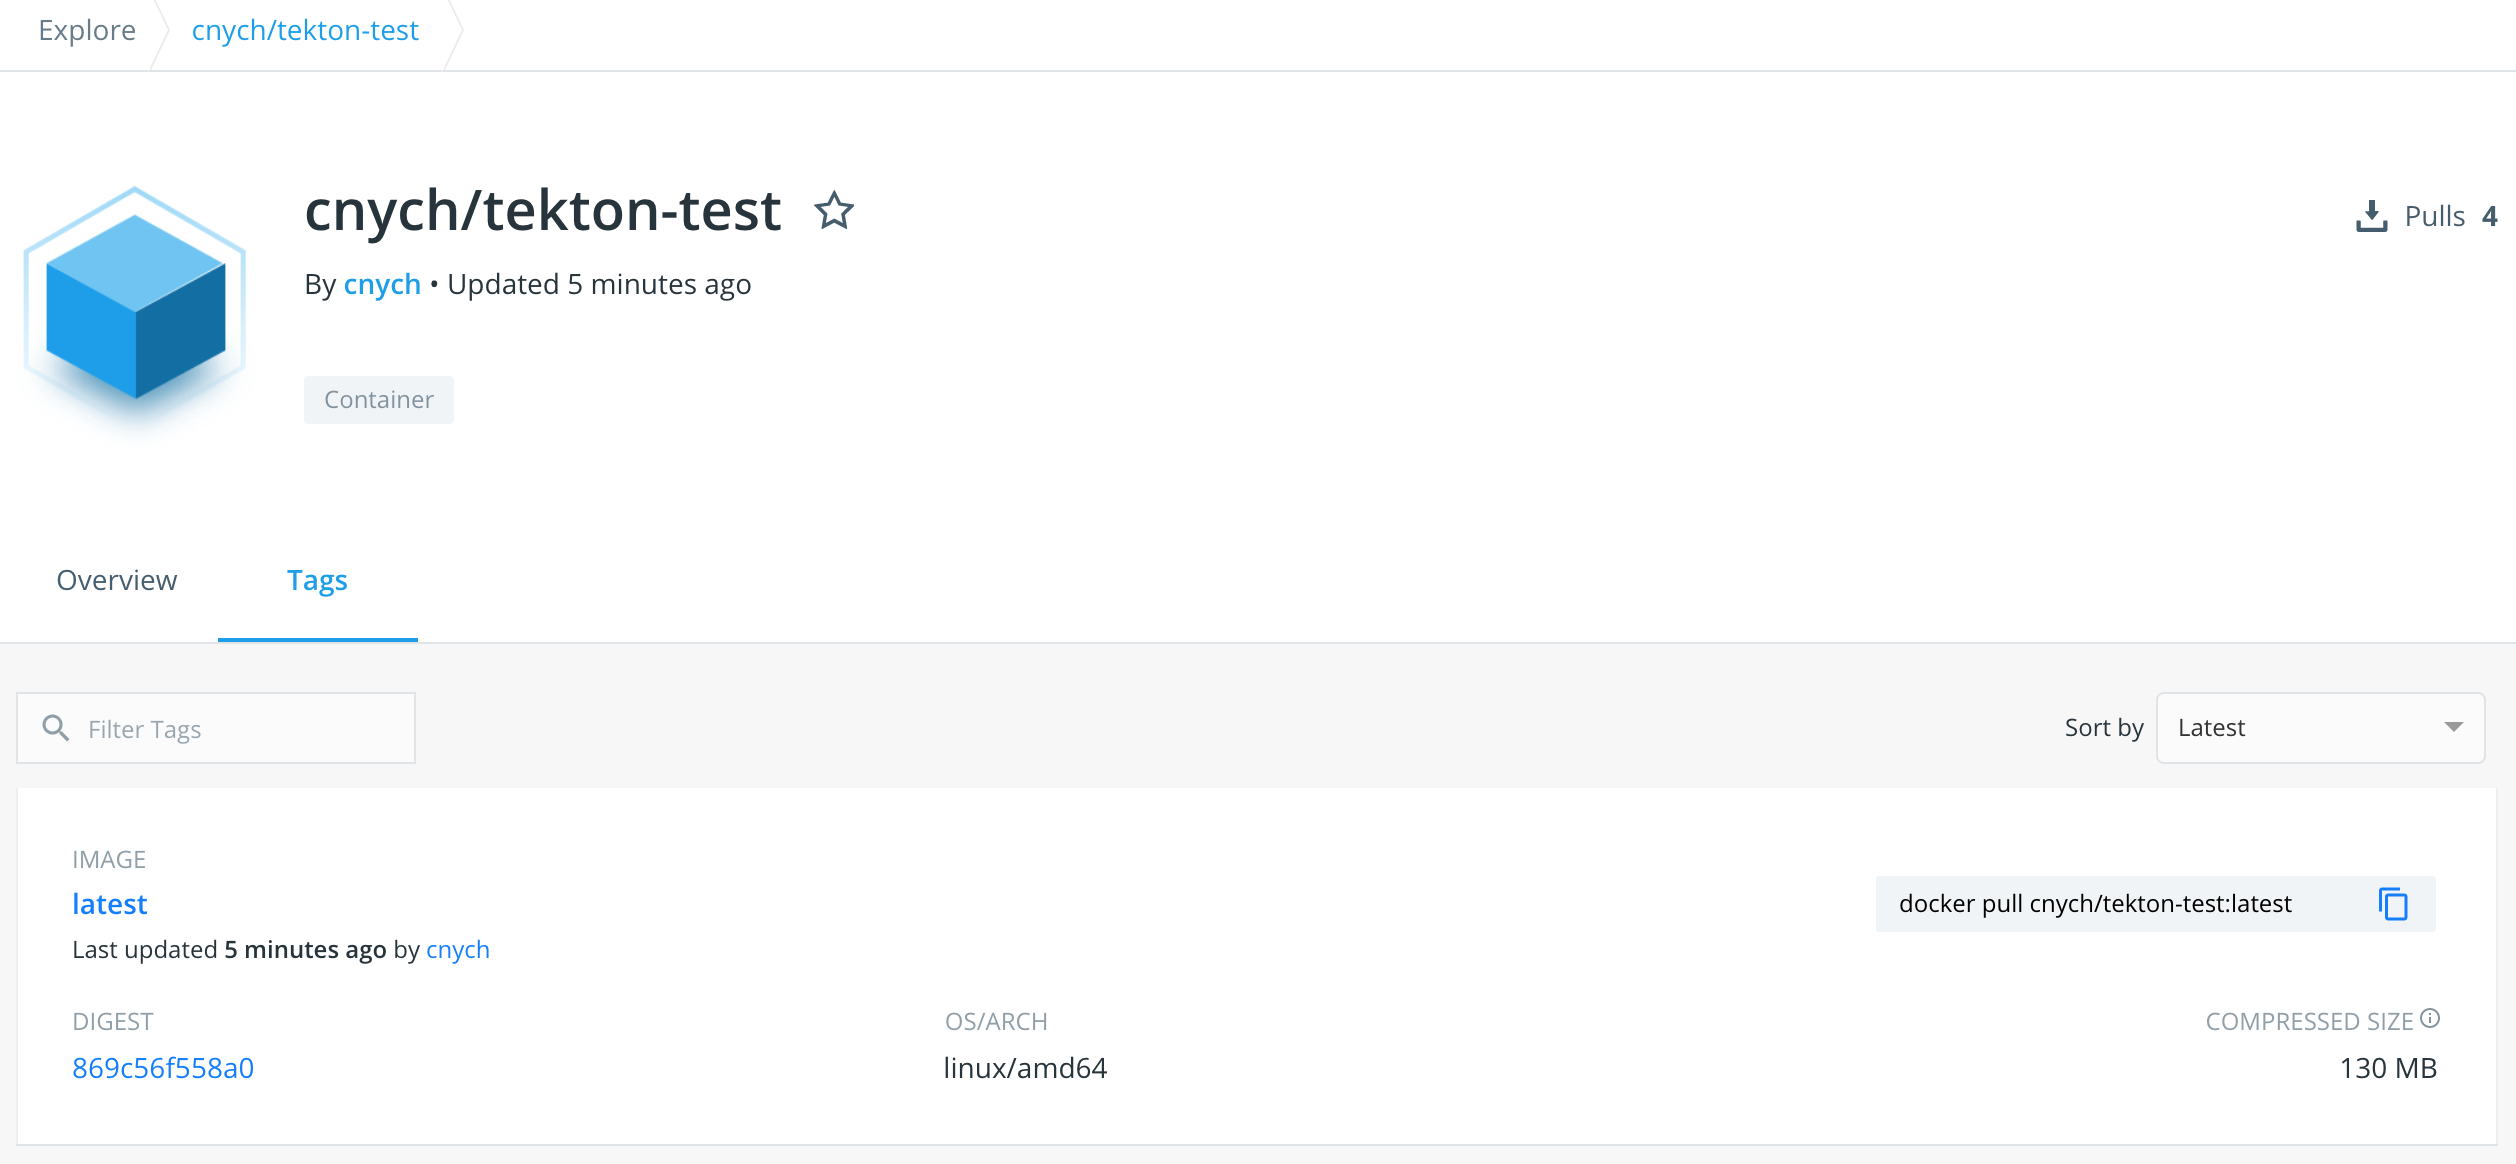 Explore cnych/tekton-test
cnych/tekton-test
Pulls 4
By cnych • Updated 5 minutes ago
Container
Overview Tags
Filter Tags
Sort by Latest
IMAGE
latest
docker pull cnych/tekton-test:latest
Last updated 5 minutes ago by cnych
DIGEST OS/ARCH COMPRESSED SIZE
869c56f558a0 linux/amd64 130 MB